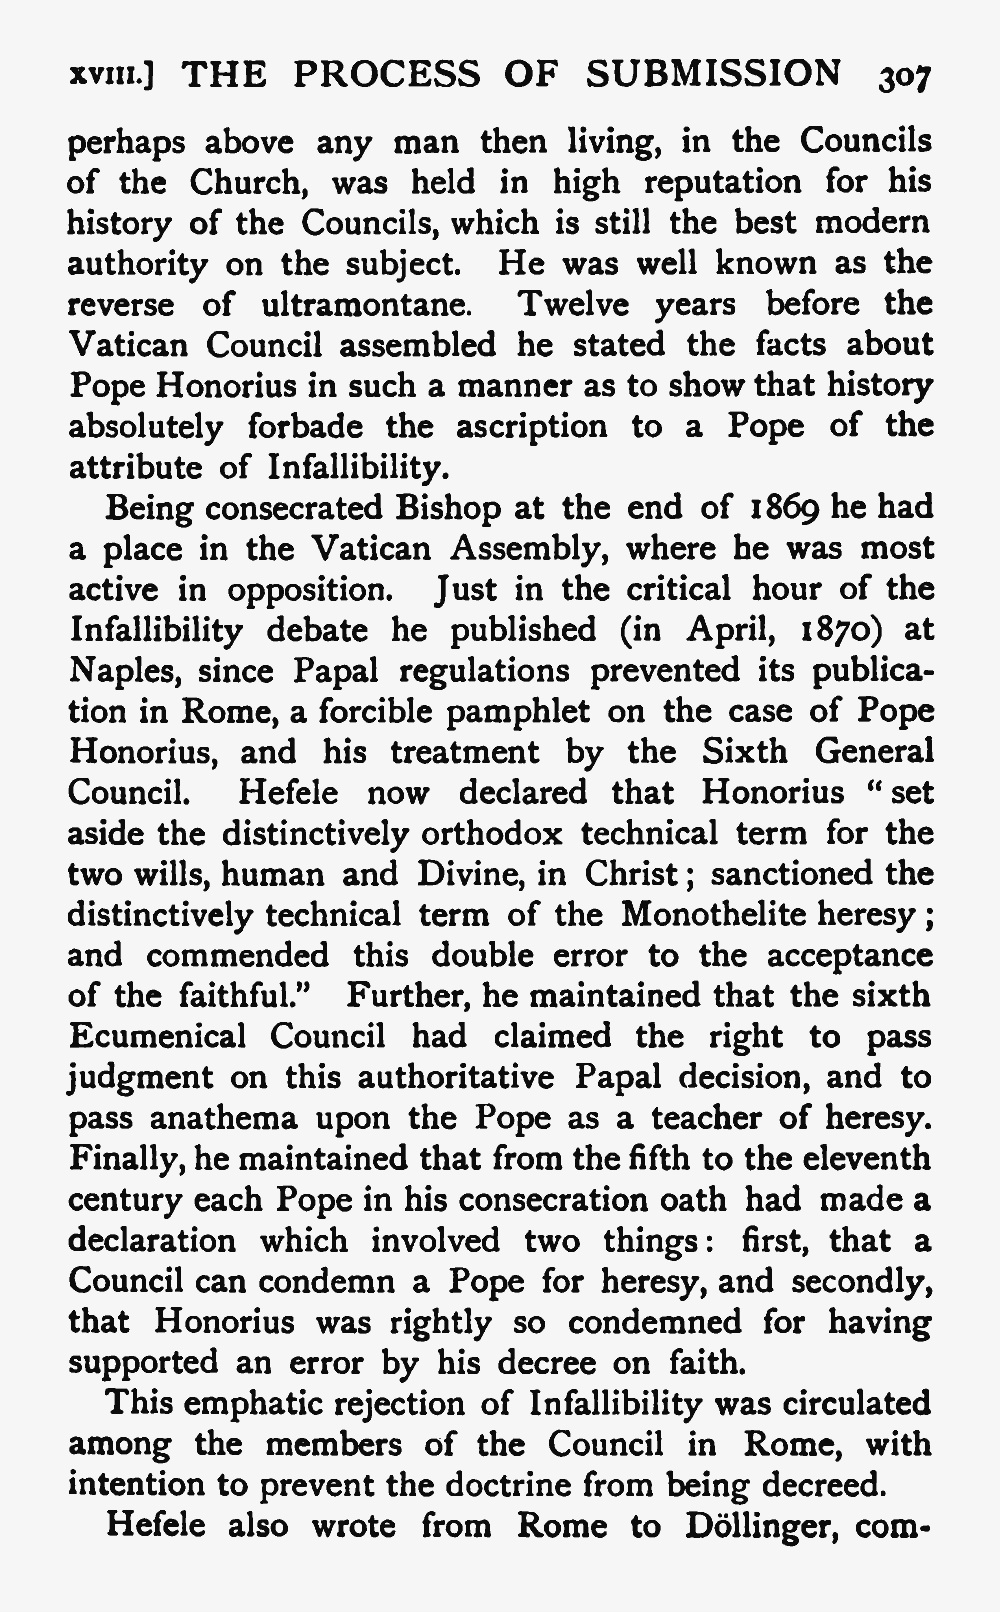 xviii.] THE PROCESS OF SUBMISSION 307
perhaps above any man then living, in the Councils
of the Church, was held in high reputation for his
history of the Councils, which is still the best modern
authority on the subject. He was well known as the
reverse of ultramontane. Twelve years before the
Vatican Council assembled he stated the facts about
Pope Honorius in such a manner as to show that history
absolutely forbade the ascription to a Pope of the
attribute of Infallibility.
Being consecrated Bishop at the end of 1869 he had
a place in the Vatican Assembly, where he was most
active in opposition. Just in the critical hour of the
Infallibility debate he published (in April, 1870) at
Naples, since Papal regulations prevented its publica-
tion in Rome, a forcible pamphlet on the case of Pope
Honorius, and his treatment by the Sixth General
Council. Hefele now declared that Honorius “ set
aside the distinctively orthodox technical term for the
two wills, human and Divine, in Christ ; sanctioned the
distinctively technical term of the Monothelite heresy ;
and commended this double error to the acceptance
of the faithful.” Further, he maintained that the sixth
Ecumenical Council had claimed the right to pass
judgment on this authoritative Papal decision, and to
pass anathema upon the Pope as a teacher of heresy.
Finally, he maintained that from the fifth to the eleventh
century each Pope in his consecration oath had made a
declaration which involved two things : first, that a
Council can condemn a Pope for heresy, and secondly,
that Honorius was rightly so condemned for having
supported an error by his decree on faith.
This emphatic rejection of Infallibility was circulated
among the members of the Council in Rome, with
intention to prevent the doctrine from being decreed.
Hefele also wrote from Rome to Döllinger, com-